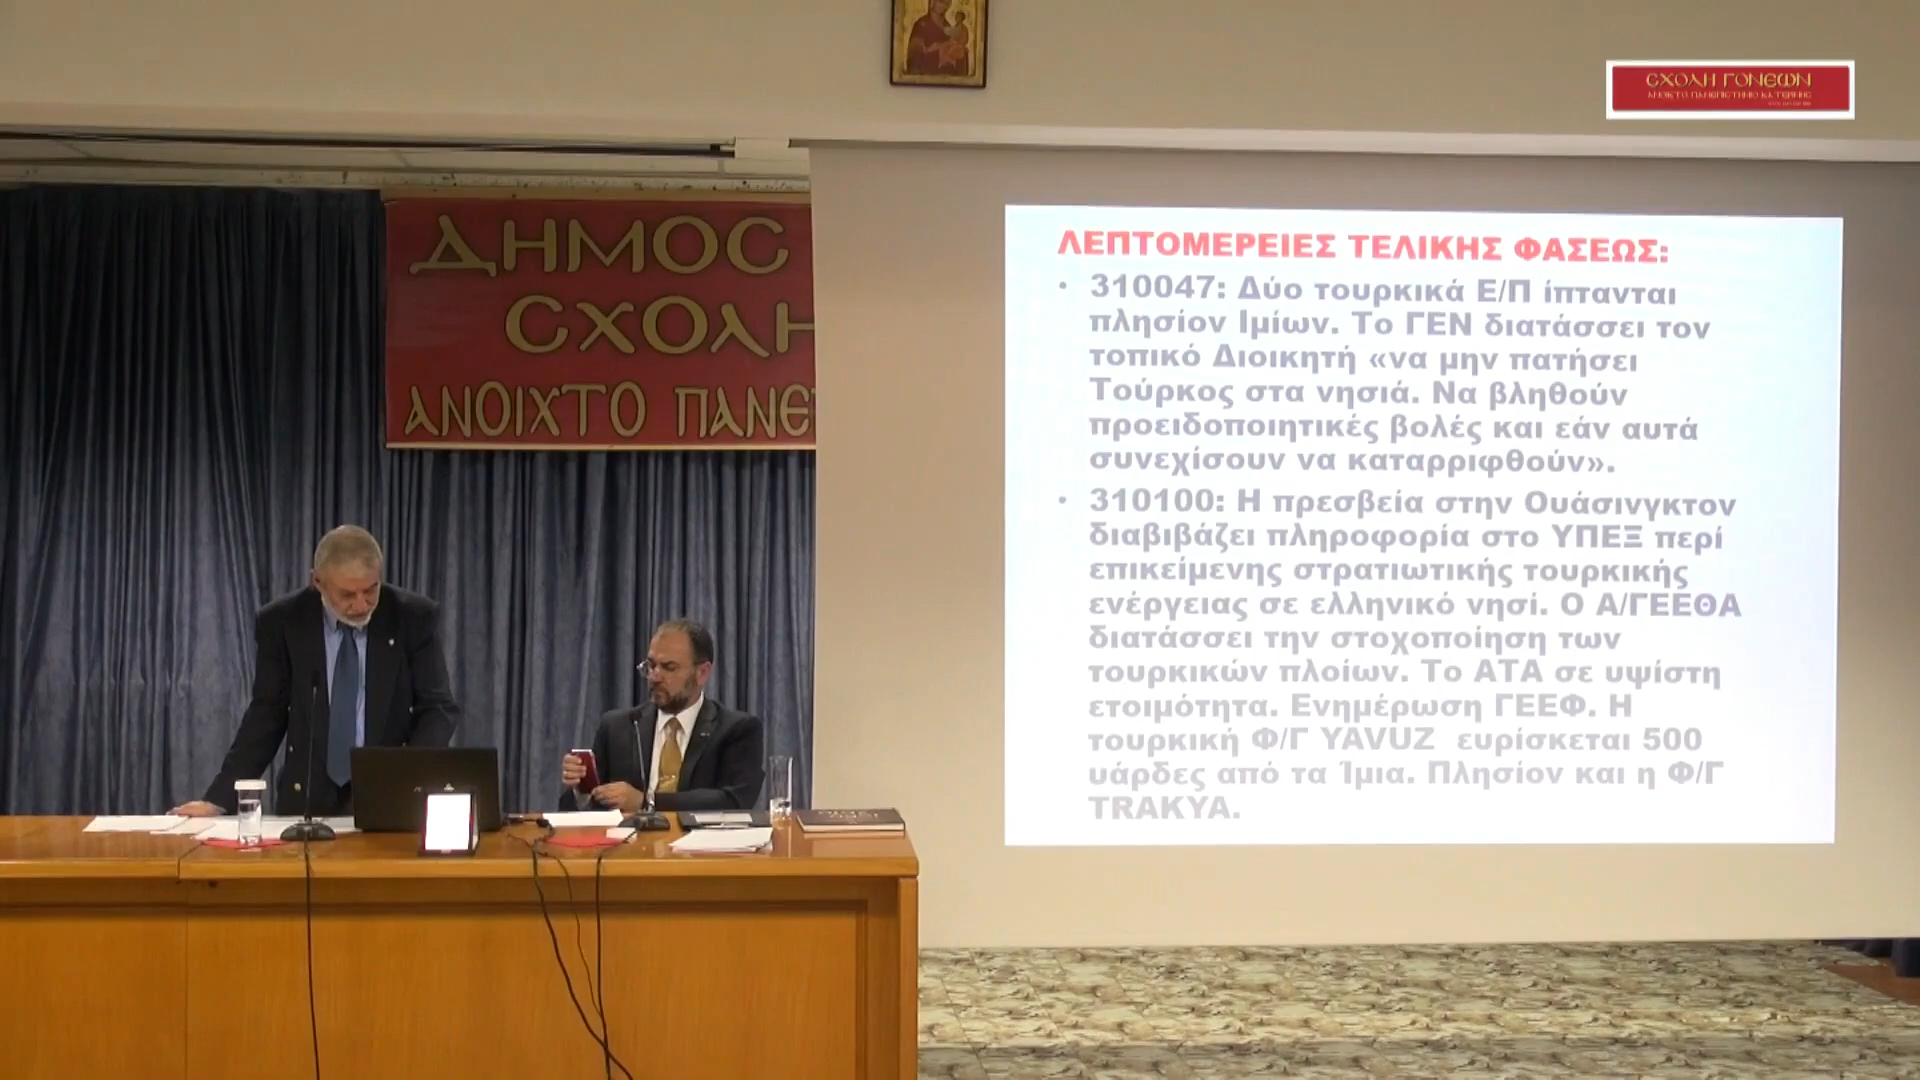 ΣΧΟΛΗ ΓΟΝΕΩΝ
ΑΝΟΙΚΤΟ ΠΑΝΕΠΙΣΤΗΜΙΟ ΚΑΤΕΡΙΝΗΣ
ΔΗΜΟΣ
ΣΧΟΛΗ
ΑΝΟΙΧΤΟ ΠΑΝΕ
ΛΕΠΤΟΜΕΡΕΙΕΣ ΤΕΛΙΚΗΣ ΦΑΣΕΩΣ:
• 310047: Δύο τουρκικά Ε/Π ίπτανται
πλησίον Ιμίων. Το ΓΕΝ διατάσσει τον
τοπικό Διοικητή «να μην πατήσει
Τούρκος στα νησιά. Να βληθούν
προειδοποιητικές βολές και εάν αυτά
συνεχίσουν να καταρριφθούν».
• 310100: Η πρεσβεία στην Ουάσινγκτον
διαβιβάζει πληροφορία στο ΥΠΕΞ περί
επικείμενης στρατιωτικής τουρκικής
ενέργειας σε ελληνικό νησί. Ο Α/ΓΕΕΘΑ
διατάσσει την στοχοποίηση των
τουρκικών πλοίων. Το ΑΤΑ σε υψίστη
ετοιμότητα. Ενημέρωση ΓΕΕΦ. Η
τουρκική Φ/Γ YAVUZ ευρίσκεται 500
υάρδες από τα Ίμια. Πλησίον και η Φ/Γ
TRAKYA.